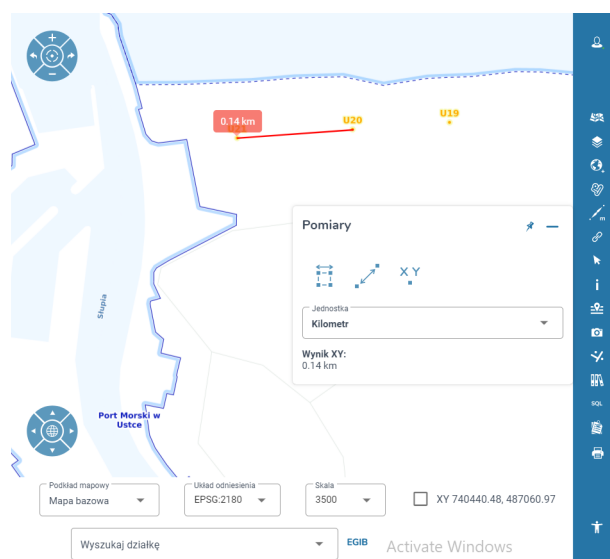 0.14 km
U20
U19
Pomiary
X Y
Jednostka
Kilometr
Wynik XY:
0.14 km
Słupia
Port Morski w
Ustce
m
SQL
Podkład mapowy
Mapa bazowa
Układ odniesienia
EPSG:2180
Skala
3500
XY 740440.48, 487060.97
Wyszukaj działkę
EGIB
Activate Windows